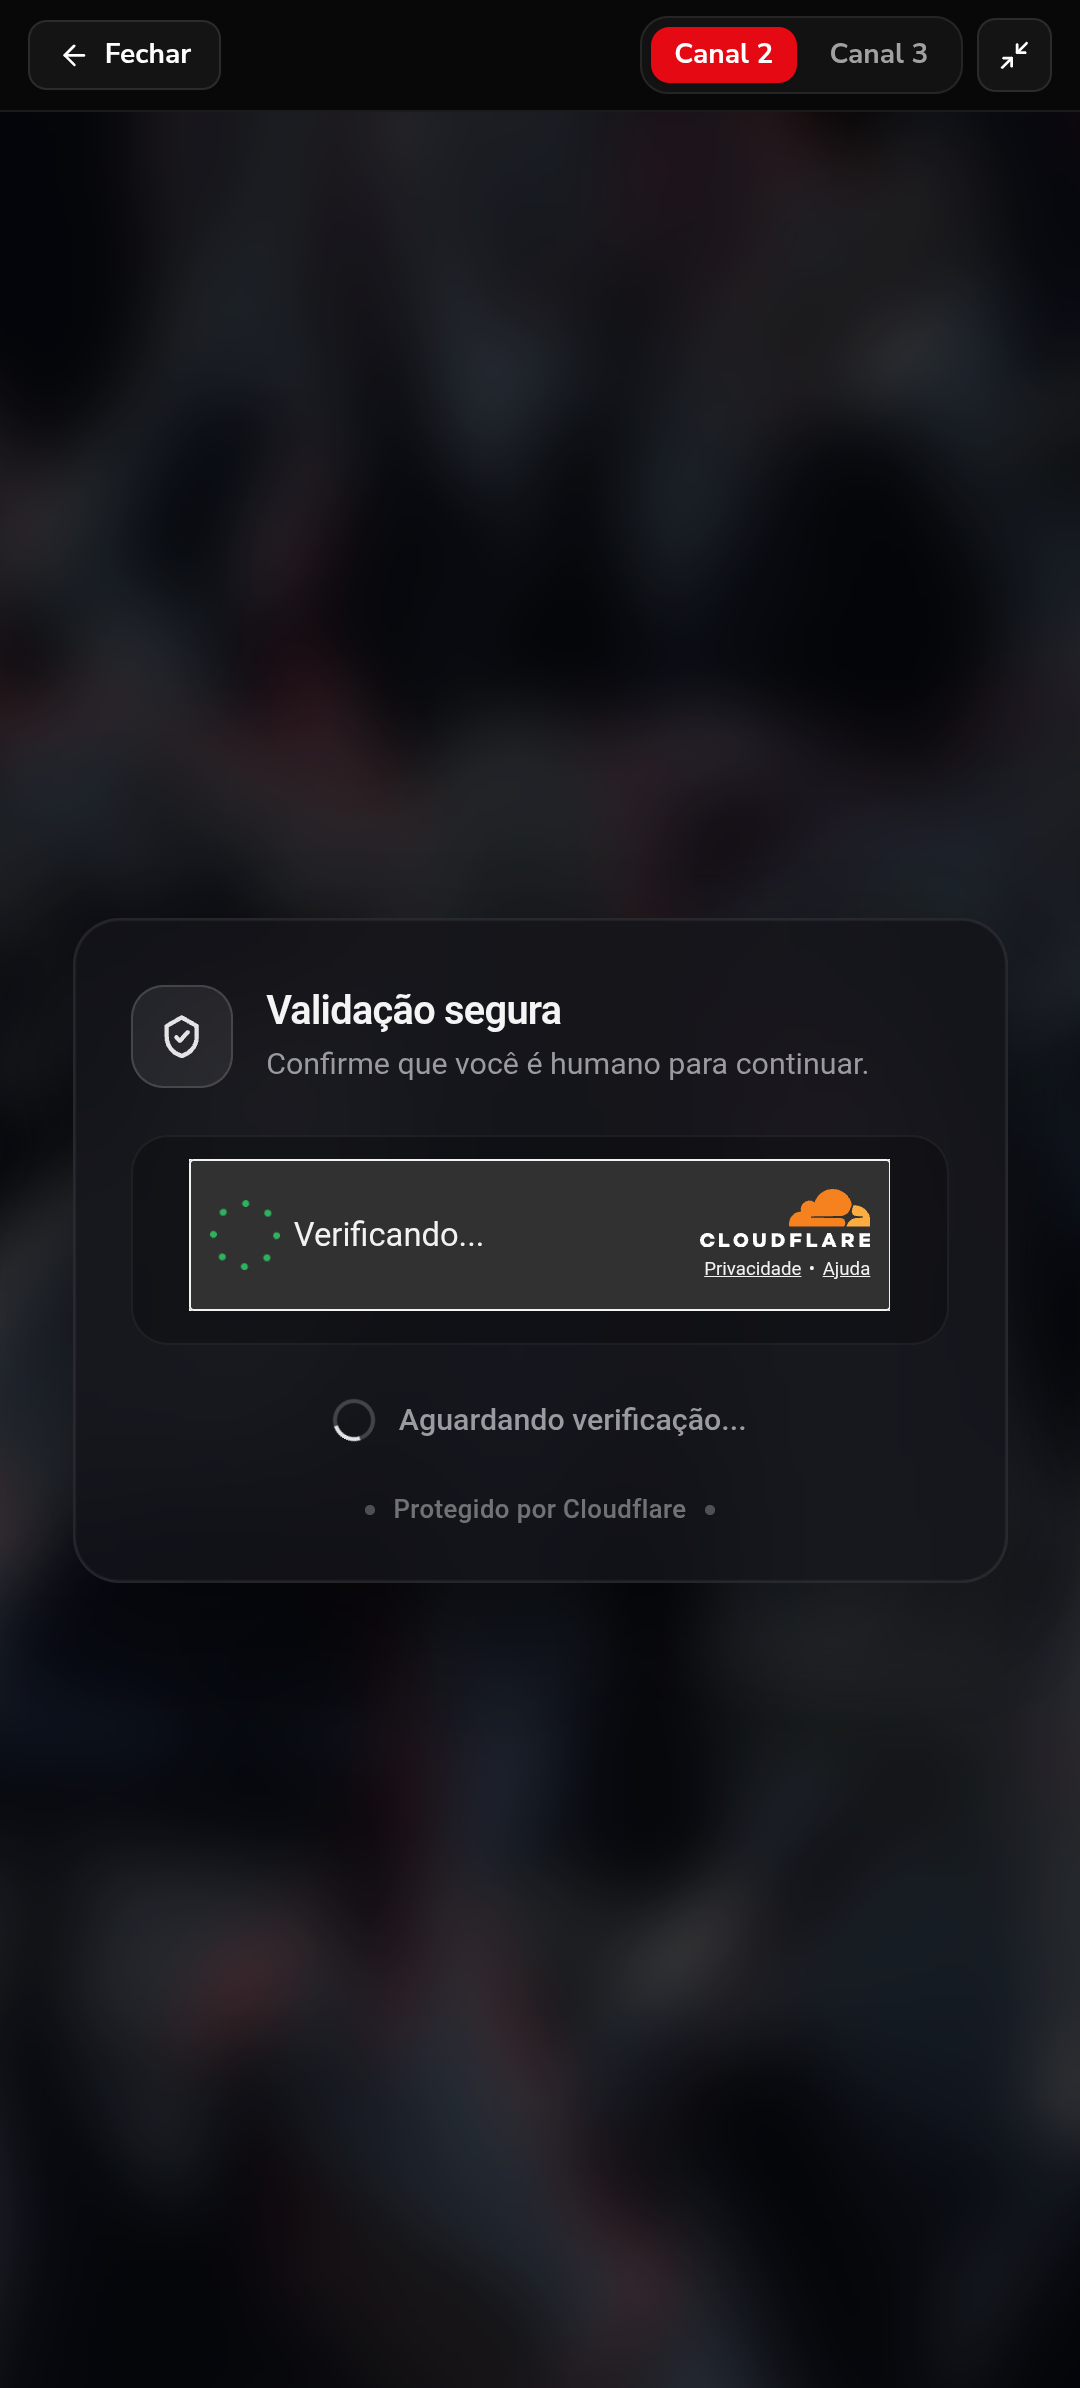 Fechar
Canal 2
Canal 3
Validação segura
Confirme que você é humano para continuar.
Verificando...
CLOUDFLARE
Privacidade • Ajuda
Aguardando verificação...
Protegido por Cloudflare